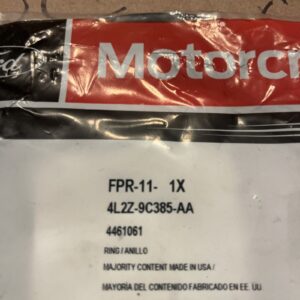 Ford
Motorcr
FPR-11- 1X
4L2Z-9C385-AA
4461061
RING / ANILLO
MAJORITY CONTENT MADE IN USA /
MAYORÍA DEL CONTENIDO FABRICADO EN EE. UU